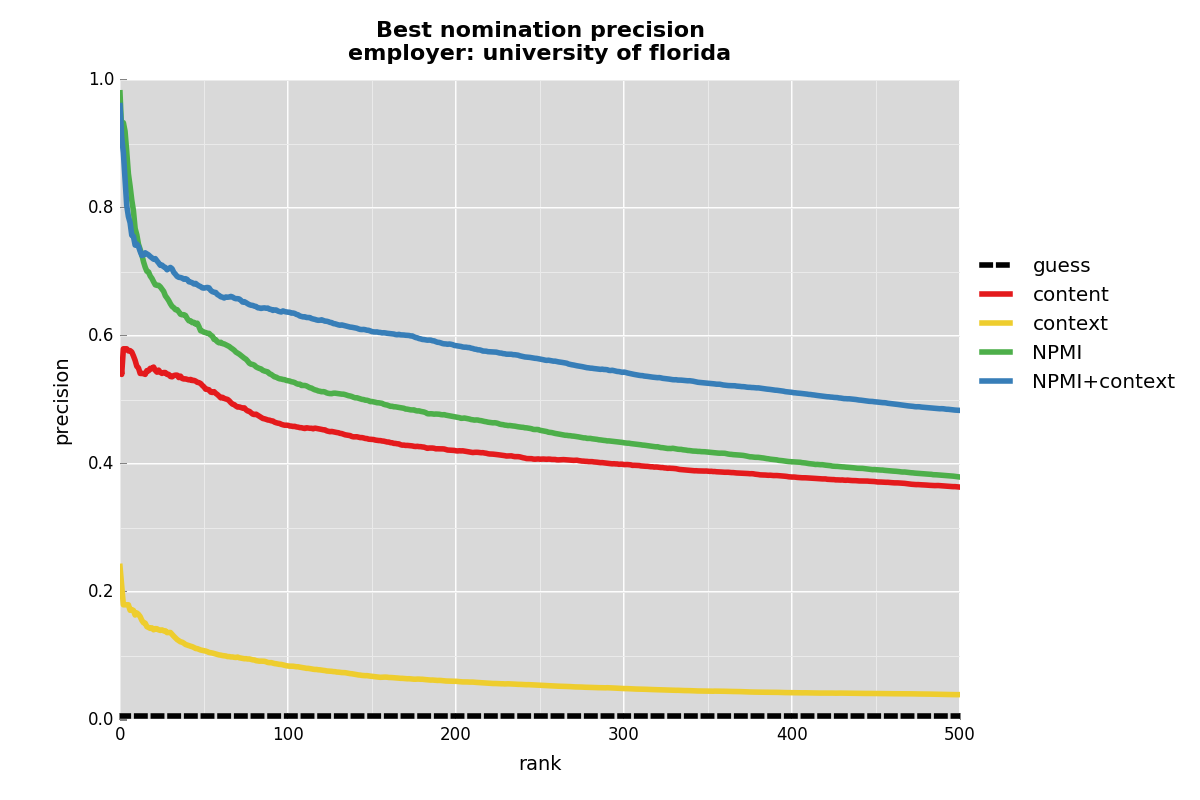 Best nomination precision
employer: university of florida
precision
1.0
0.8
0.6
0.4
0.2
0.0
0 100 200 300 400 500
rank
guess
content
context
NPMI
NPMI+context